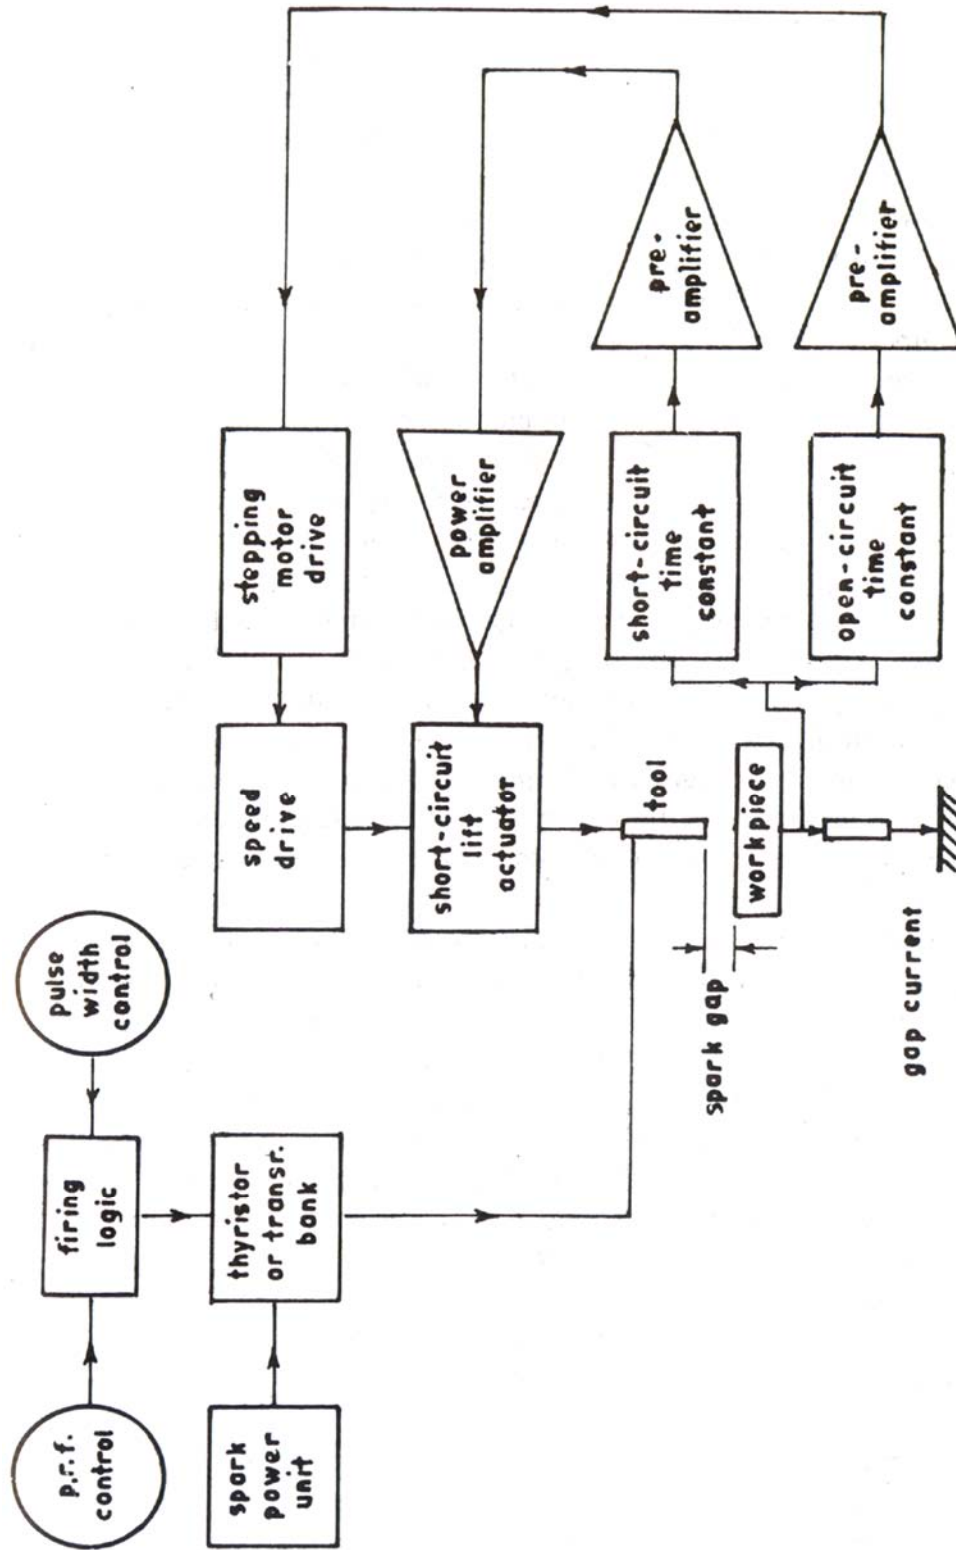 p.r.f.
control
firing
logic
pulse
width
control
spark
power
unit
thyristor
or transr.
bank
speed
drive
stepping
motor
drive
short-circuit
lift
actuator
power
amplifier
tool
spark gap
workpiece
gap current
short-circuit
time
constant
pre-
amplifier
open-circuit
time
constant
pre-
amplifier